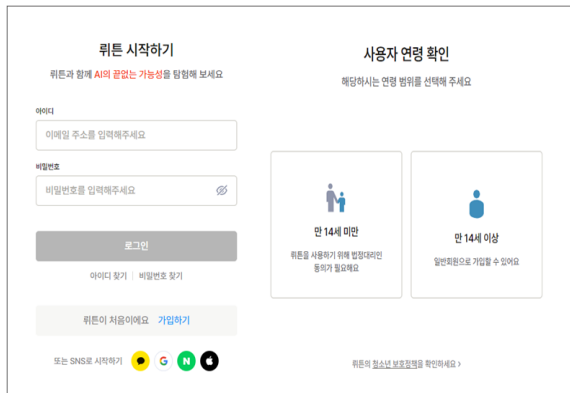 뤼튼 시작하기
뤼튼과 함께 AI의 끝없는 가능성을 탐험해 보세요
아이디
이메일 주소를 입력해주세요
비밀번호
비밀번호를 입력해주세요
로그인
아이디 찾기 | 비밀번호 찾기
뤼튼이 처음이에요 가입하기
또는 SNS로 시작하기
G
N
사용자 연령 확인
해당하시는 연령 범위를 선택해 주세요
만 14세 미만
뤼튼을 사용하기 위해 법정대리인
동의가 필요해요
만 14세 이상
일반회원으로 가입할 수 있어요
뤼튼의 청소년 보호정책을 확인하세요 >